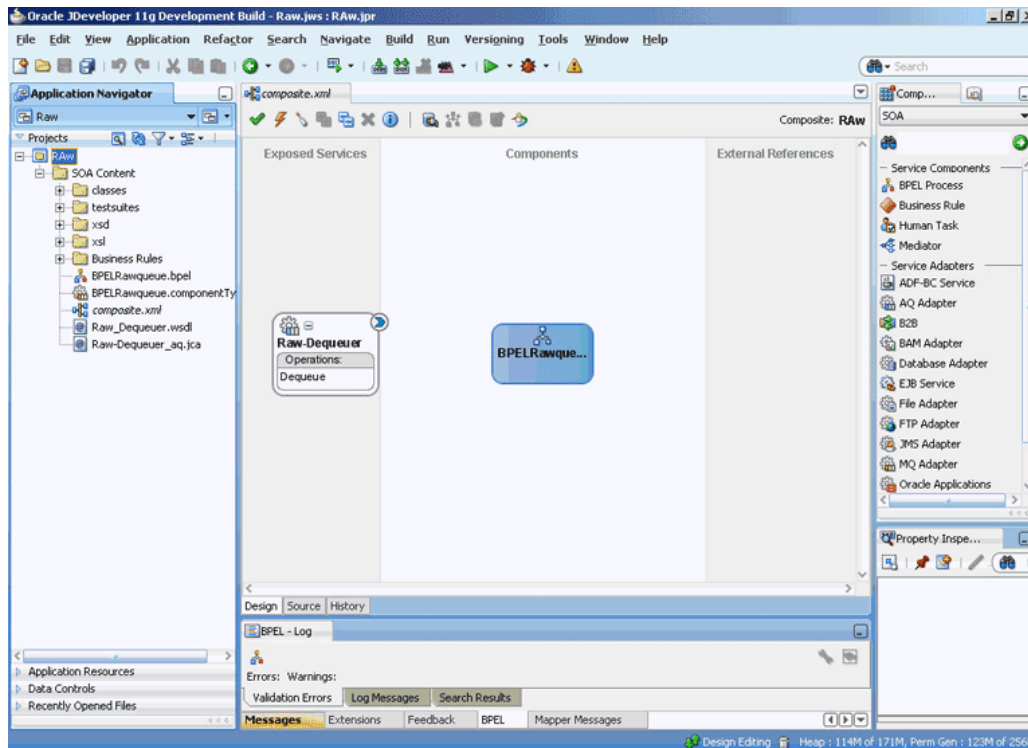 Oracle JDeveloper 11g Development Build - Raw.jws : RAw.jpr
File Edit View Application Refactor Search Navigate Build Run Versioning Tools Window Help
Search
Application Navigator
Raw
Projects
RAw
SOA Content
classes
testsuites
xsd
xsl
Business Rules
BPELRawqueue.bpel
BPELRawqueue.componentTy
composite.xml
Raw_Dequeuer.wsdl
Raw-Dequeuer_aq.jca
Application Resources
Data Controls
Recently Opened Files
composite.xml
Composite: RAw
Exposed Services
Components
External References
Raw-Dequeuer
Operations:
Dequeue
BPELRawque...
Design Source History
BPEL - Log
Errors: Warnings:
Validation Errors Log Messages Search Results
Messages Extensions Feedback BPEL Mapper Messages
Comp...
SOA
Service Components
BPEL Process
Business Rule
Human Task
Mediator
Service Adapters
ADF-BC Service
AQ Adapter
B2B
BAM Adapter
Database Adapter
EJB Service
File Adapter
FTP Adapter
JMS Adapter
MQ Adapter
Oracle Applications
Property Inspe...
Design Editing Heap : 114M of 171M, Perm Gen : 123M of 256